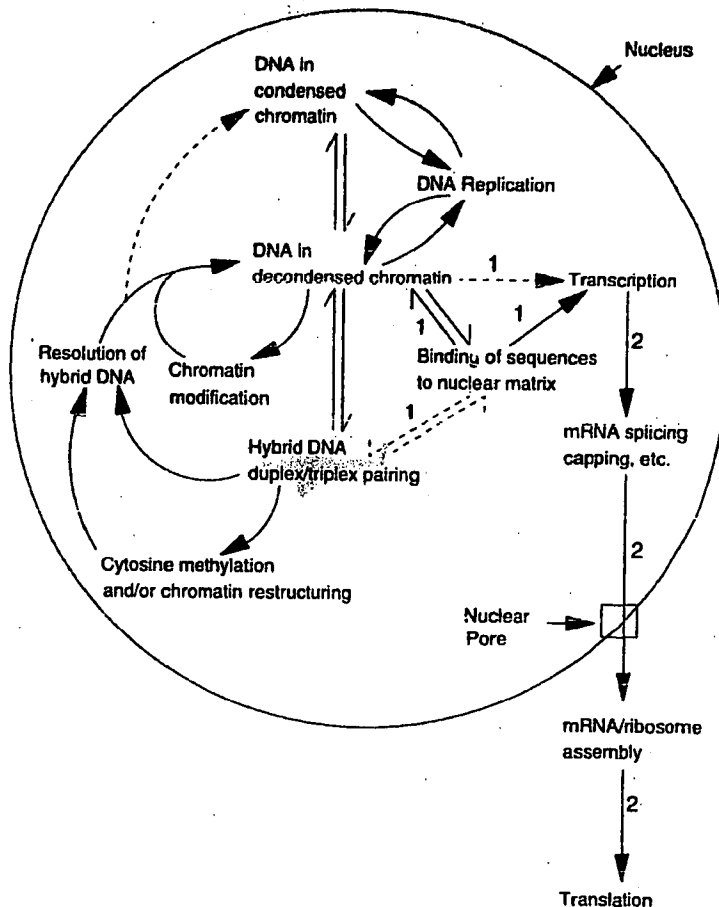 Nucleus
DNA in
condensed
chromatin
DNA Replication
DNA in
decondensed chromatin
1
Transcription
1
1
2
Resolution of
hybrid DNA
Chromatin
modification
Binding of sequences
to nuclear matrix
1
mRNA splicing
capping, etc.
Hybrid DNA
duplex/triplex pairing
2
Cytosine methylation
and/or chromatin restructuring
Nuclear
Pore
mRNA/ribosome
assembly
2
Translation